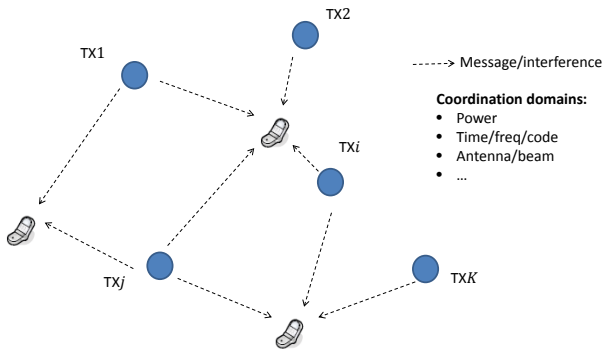 TX2
TX1
Message/interference
Coordination domains:
• Power
• Time/freq/code
• Antenna/beam
• ...
TXi
TXj
TXK